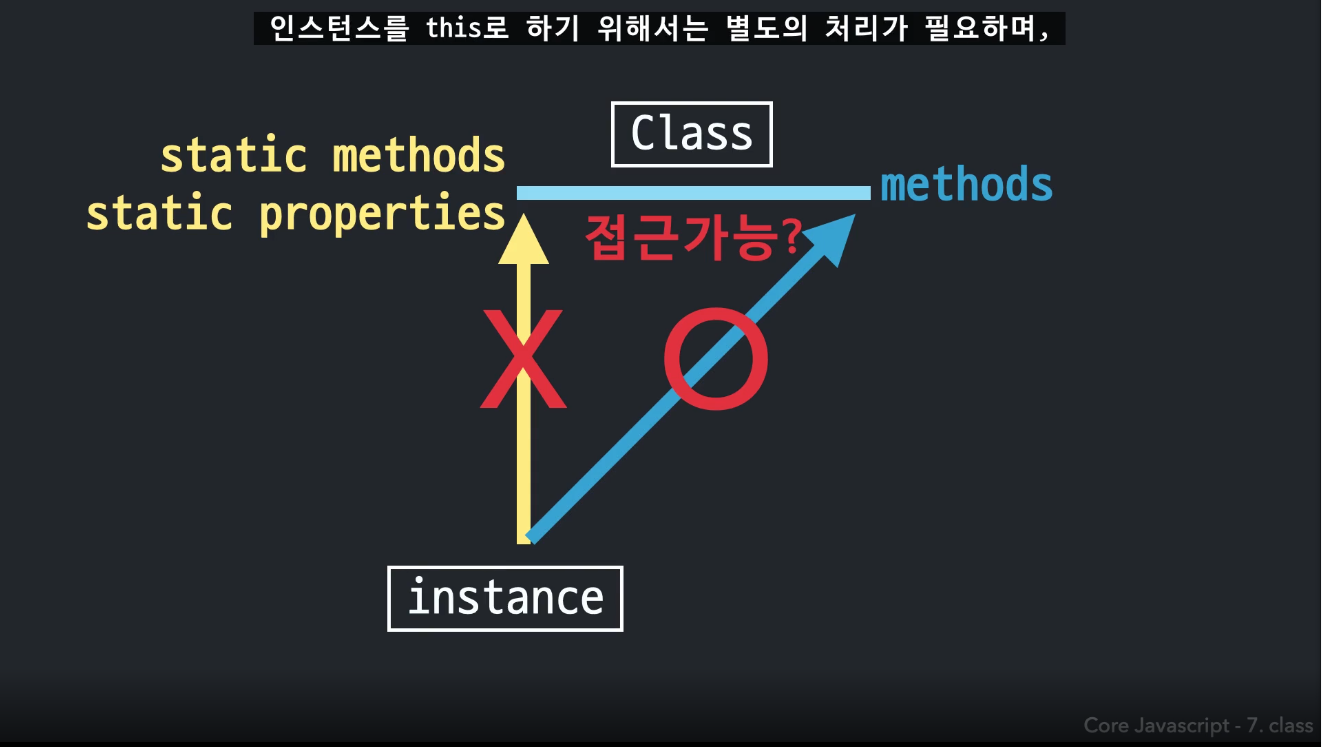 인스턴스를 this로 하기 위해서는 별도의 처리가 필요하며,
Class
static methods
static properties
methods
접근가능?
X
O
instance
Core Javascript - 7. class